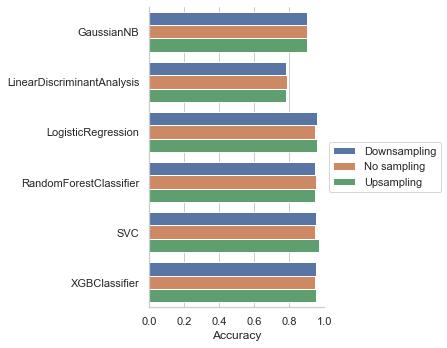 GaussianNB
LinearDiscriminantAnalysis
LogisticRegression
RandomForestClassifier
SVC
XGBClassifier
0.0 0.2 0.4 0.6 0.8 1.0
Accuracy
Downsampling
No sampling
Upsampling